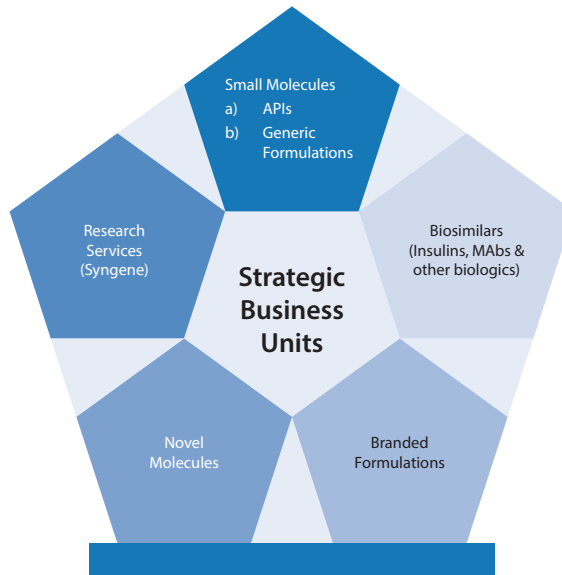 Small Molecules
a) APIs
b) Generic
Formulations
Research
Services
(Syngene)
Biosimilars
(Insulins, MAbs &
other biologics)
Strategic
Business
Units
Novel
Molecules
Branded
Formulations